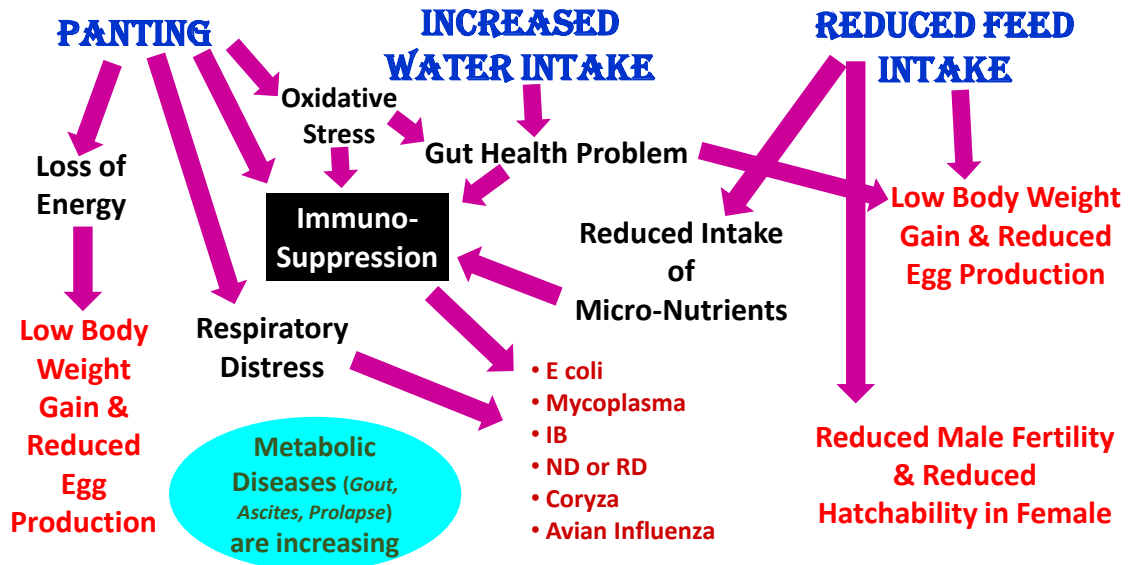 PANTING
INCREASED
WATER INTAKE
REDUCED FEED
INTAKE
Oxidative
Stress
Gut Health Problem
Loss of
Energy
Immuno-
Suppression
Reduced Intake
of
Micro-Nutrients
Low Body Weight
Gain & Reduced
Egg Production
Low Body
Weight
Gain &
Reduced
Egg
Production
Respiratory
Distress
• E coli
• Mycoplasma
• IB
• ND or RD
• Coryza
• Avian Influenza
Metabolic
Diseases (Gout,
Ascites, Prolapse)
are increasing
Reduced Male Fertility
& Reduced
Hatchability in Female